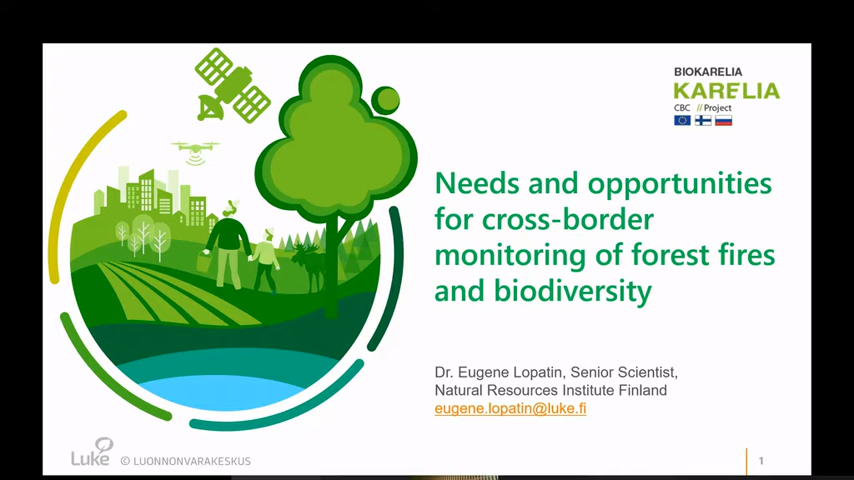 BIOKARELIA
KARELIA
CBC // Project
Needs and opportunities
for cross-border
monitoring of forest fires
and biodiversity
Dr. Eugene Lopatin, Senior Scientist,
Natural Resources Institute Finland
eugene.lopatin@luke.fi
Luke © LUONNONVARAKESKUS
1